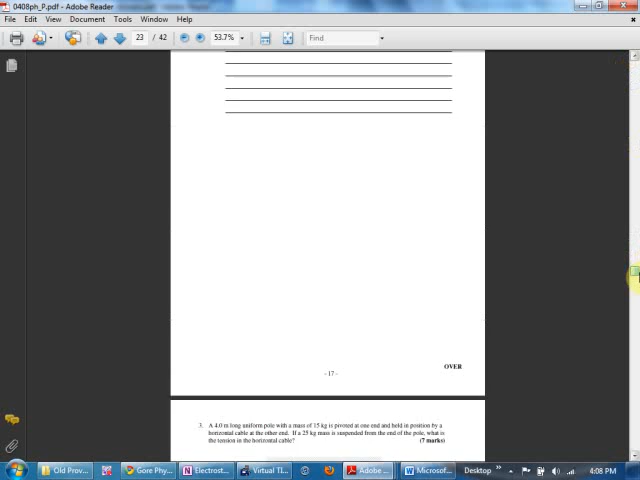 0408ph_P.pdf - Adobe Reader
File Edit View Document Tools Window Help
23 / 42 53.7% Find
OVER
- 17 -
3. A 4.0 m long uniform pole with a mass of 15 kg is pivoted at one end and held in position by a
horizontal cable at the other end. If a 25 kg mass is suspended from the end of the pole, what is
the tension in the horizontal cable? (7 marks)
Old Prov... Gore Phy... Electrost... Virtual TI... Adobe ... Microsof... Desktop » 4:08 PM